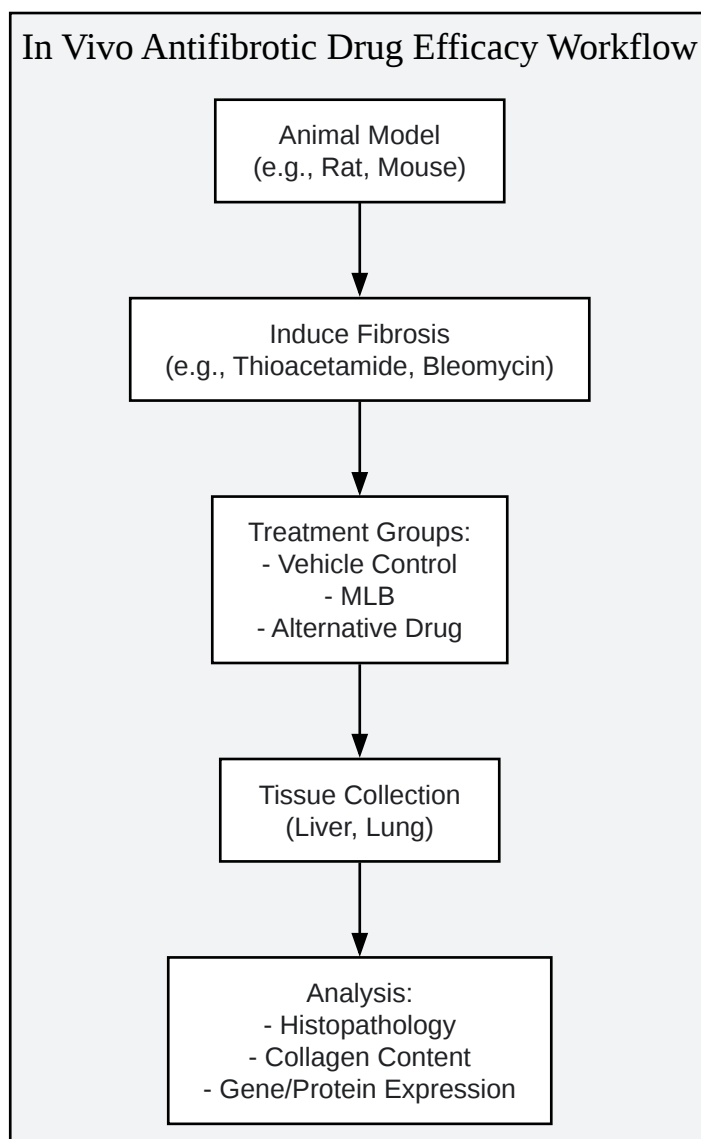 In Vivo Antifibrotic Drug Efficacy Workflow
Animal Model
(e.g., Rat, Mouse)
Induce Fibrosis
(e.g., Thioacetamide, Bleomycin)
Treatment Groups:
- Vehicle Control
- MLB
- Alternative Drug
Tissue Collection
(Liver, Lung)
Analysis:
- Histopathology
- Collagen Content
- Gene/Protein Expression